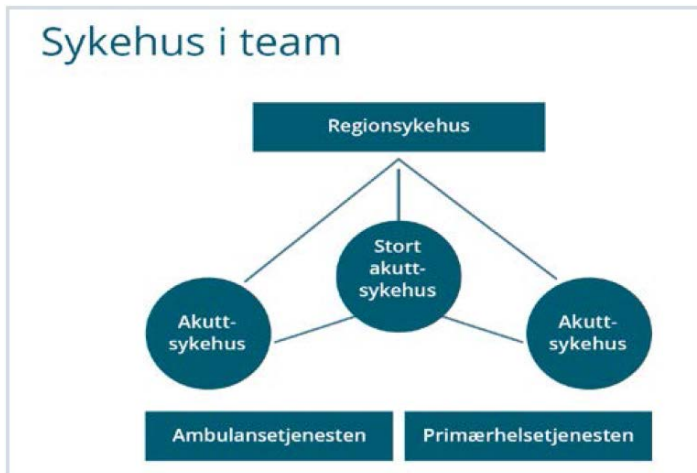 Sykehus i team
Regionsykehus
Stort
akutt-
sykehus
Akutt-
sykehus
Akutt-
sykehus
Ambulansetjenesten
Primærhelsetjenesten